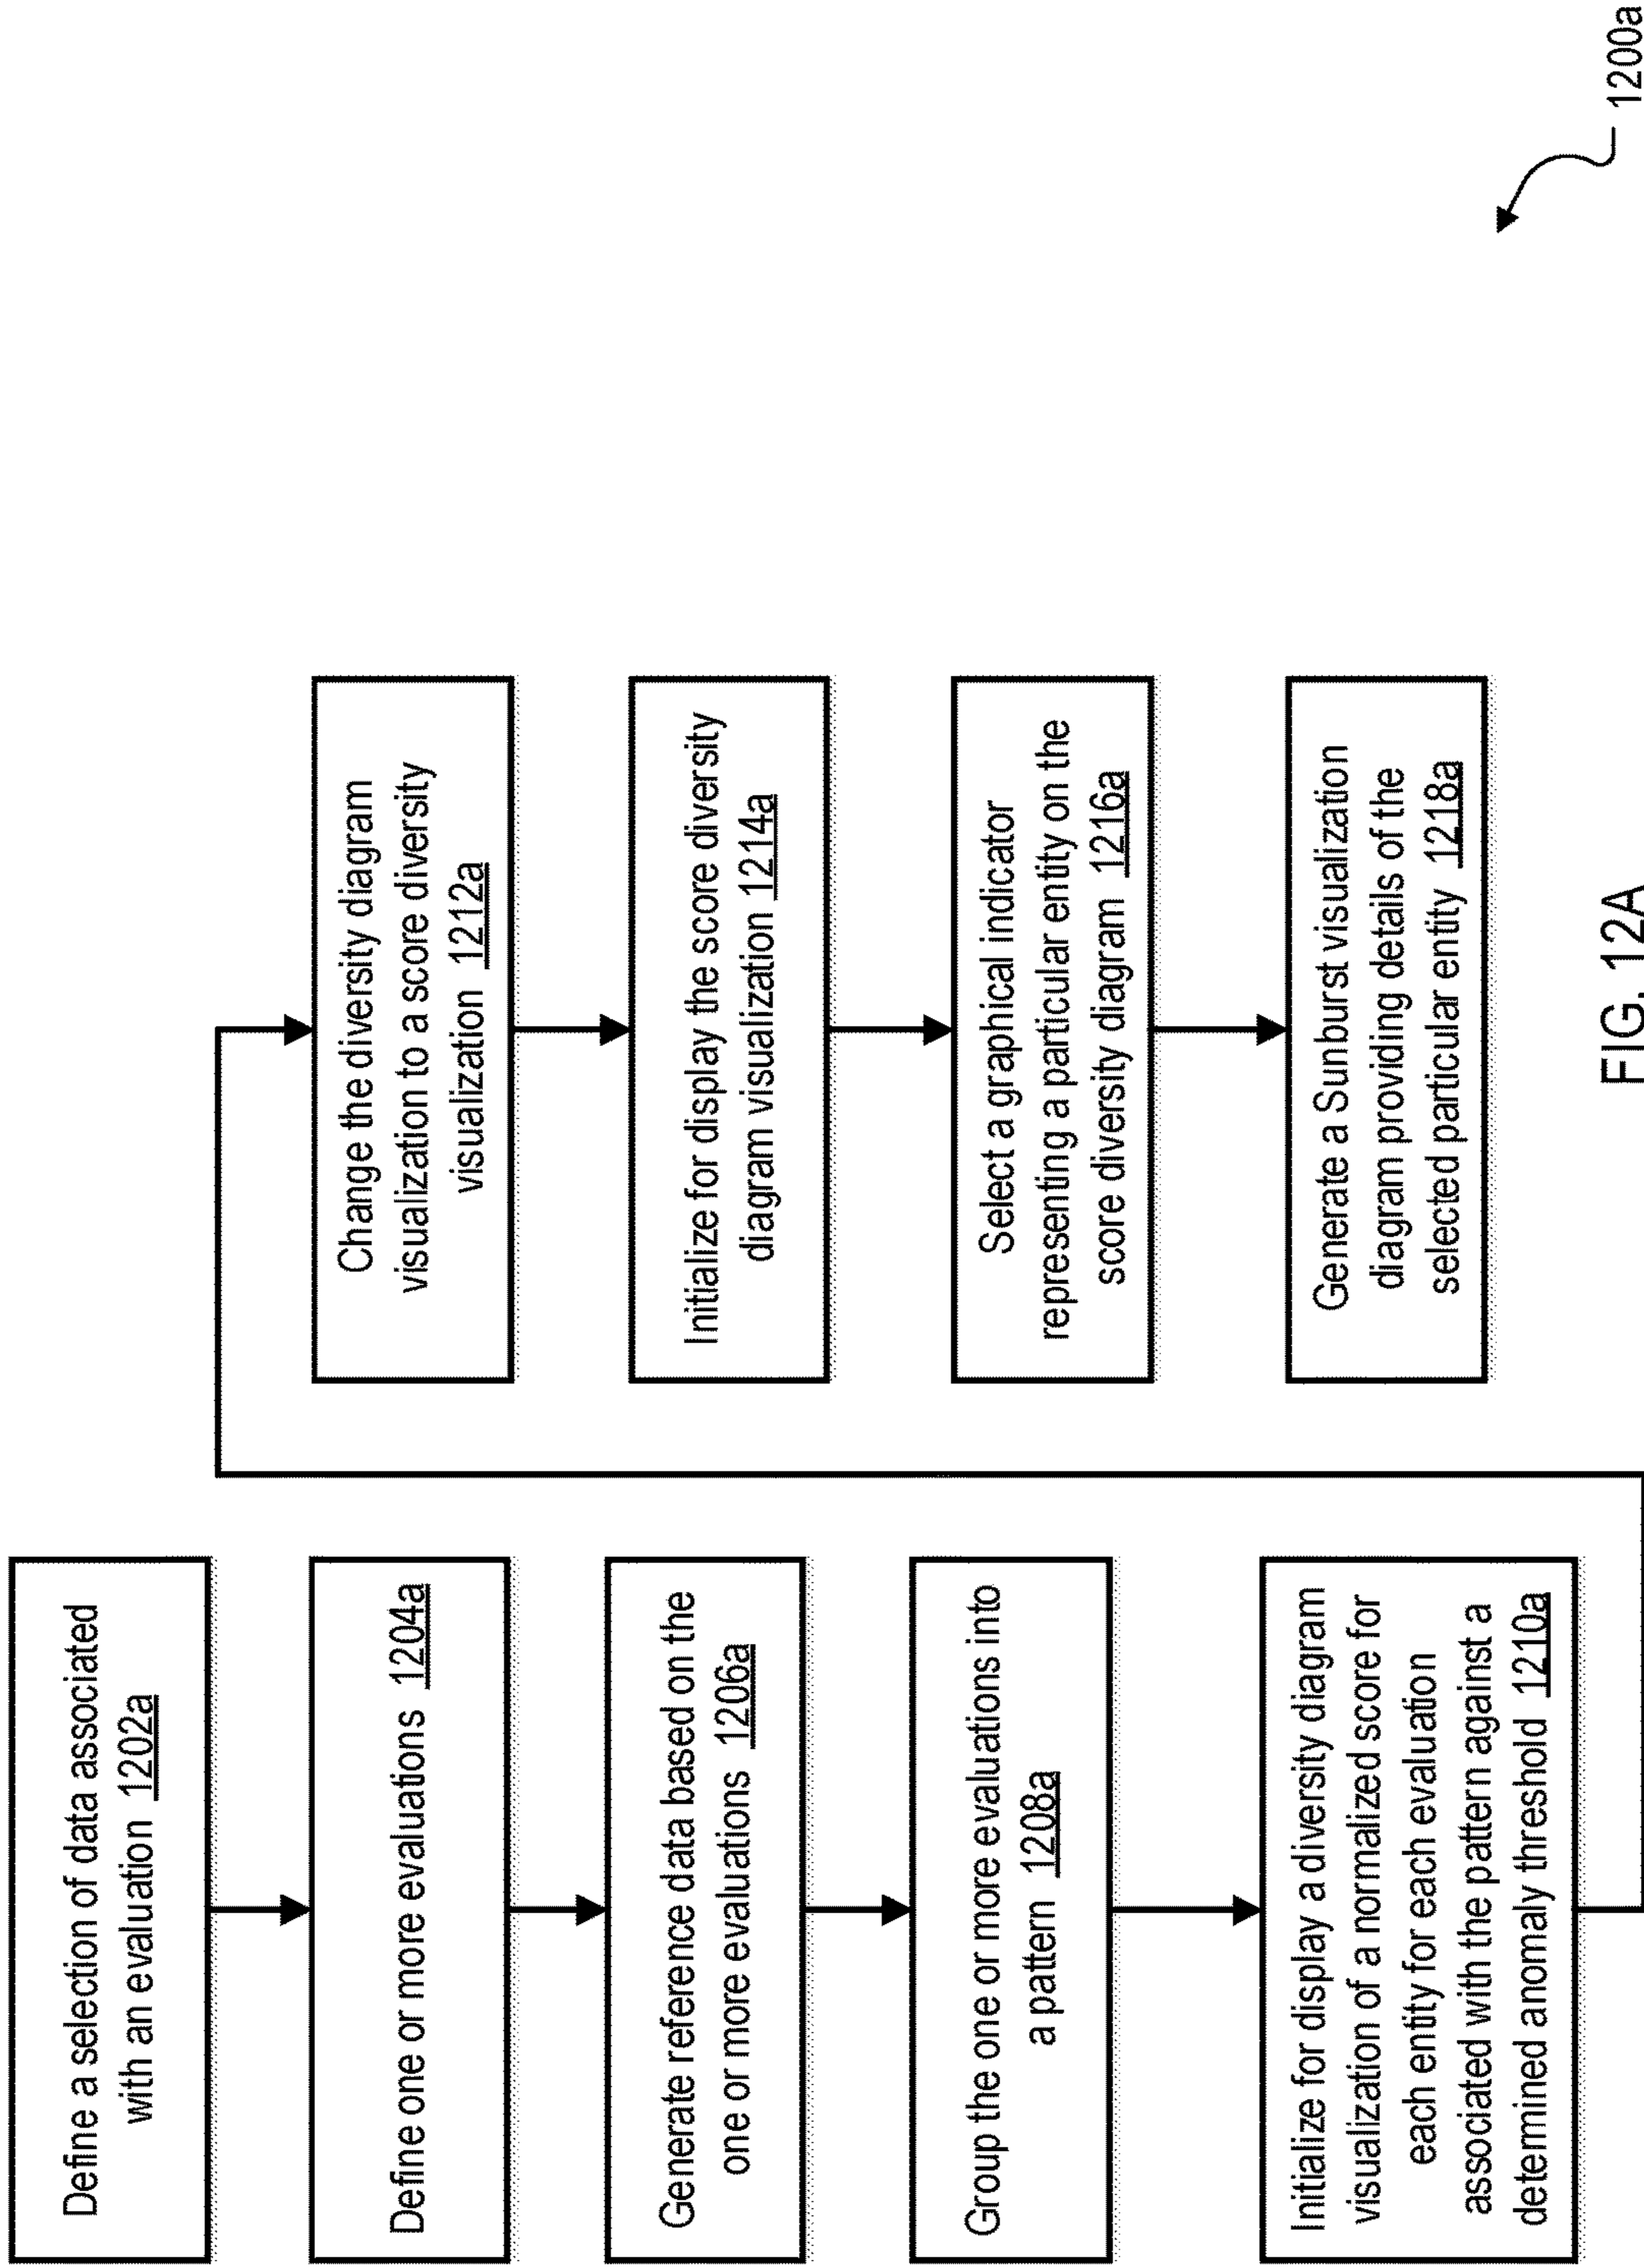 Define a selection of data associated
with an evaluation 1202a
Define one or more evaluations 1204a
Generate reference data based on the
one or more evaluations 1206a
Group the one or more evaluations into
a pattern 1208a
Initialize for display a diversity diagram
visualization of a normalized score for
each entity for each evaluation
associated with the pattern against a
determined anomaly threshold 1210a
Change the diversity diagram
visualization to a score diversity
visualization 1212a
Initialize for display the score diversity
diagram visualization 1214a
Select a graphical indicator
representing a particular entity on the
score diversity diagram 1216a
Generate a Sunburst visualization
diagram providing details of the
selected particular entity 1218a
1200a
FIG. 12A